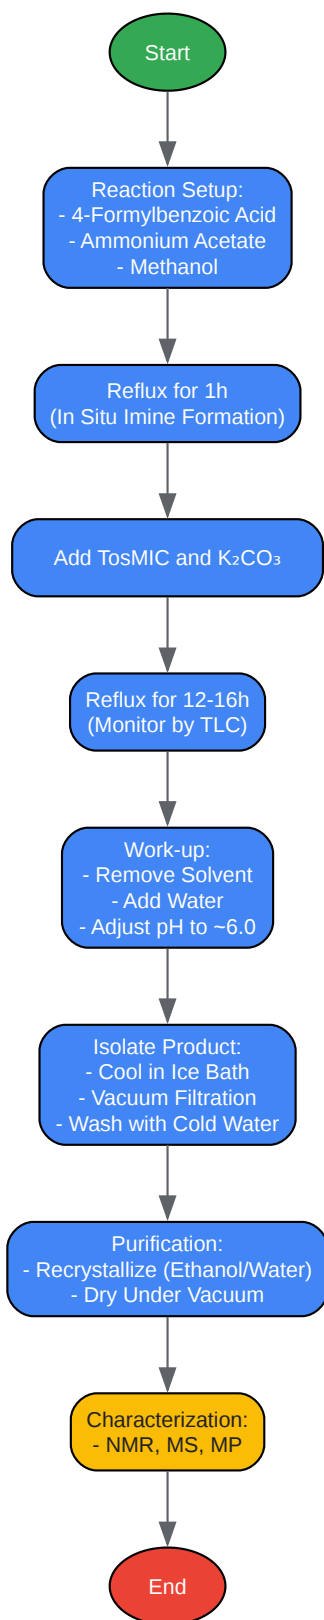 Start
Reaction Setup:
- 4-Formylbenzoic Acid
- Ammonium Acetate
- Methanol
Reflux for 1h
(In Situ Imine Formation)
Add TosMIC and K₂CO₃
Reflux for 12-16h
(Monitor by TLC)
Work-up:
- Remove Solvent
- Add Water
- Adjust pH to ~6.0
Isolate Product:
- Cool in Ice Bath
- Vacuum Filtration
- Wash with Cold Water
Purification:
- Recrystallize (Ethanol/Water)
- Dry Under Vacuum
Characterization:
- NMR, MS, MP
End